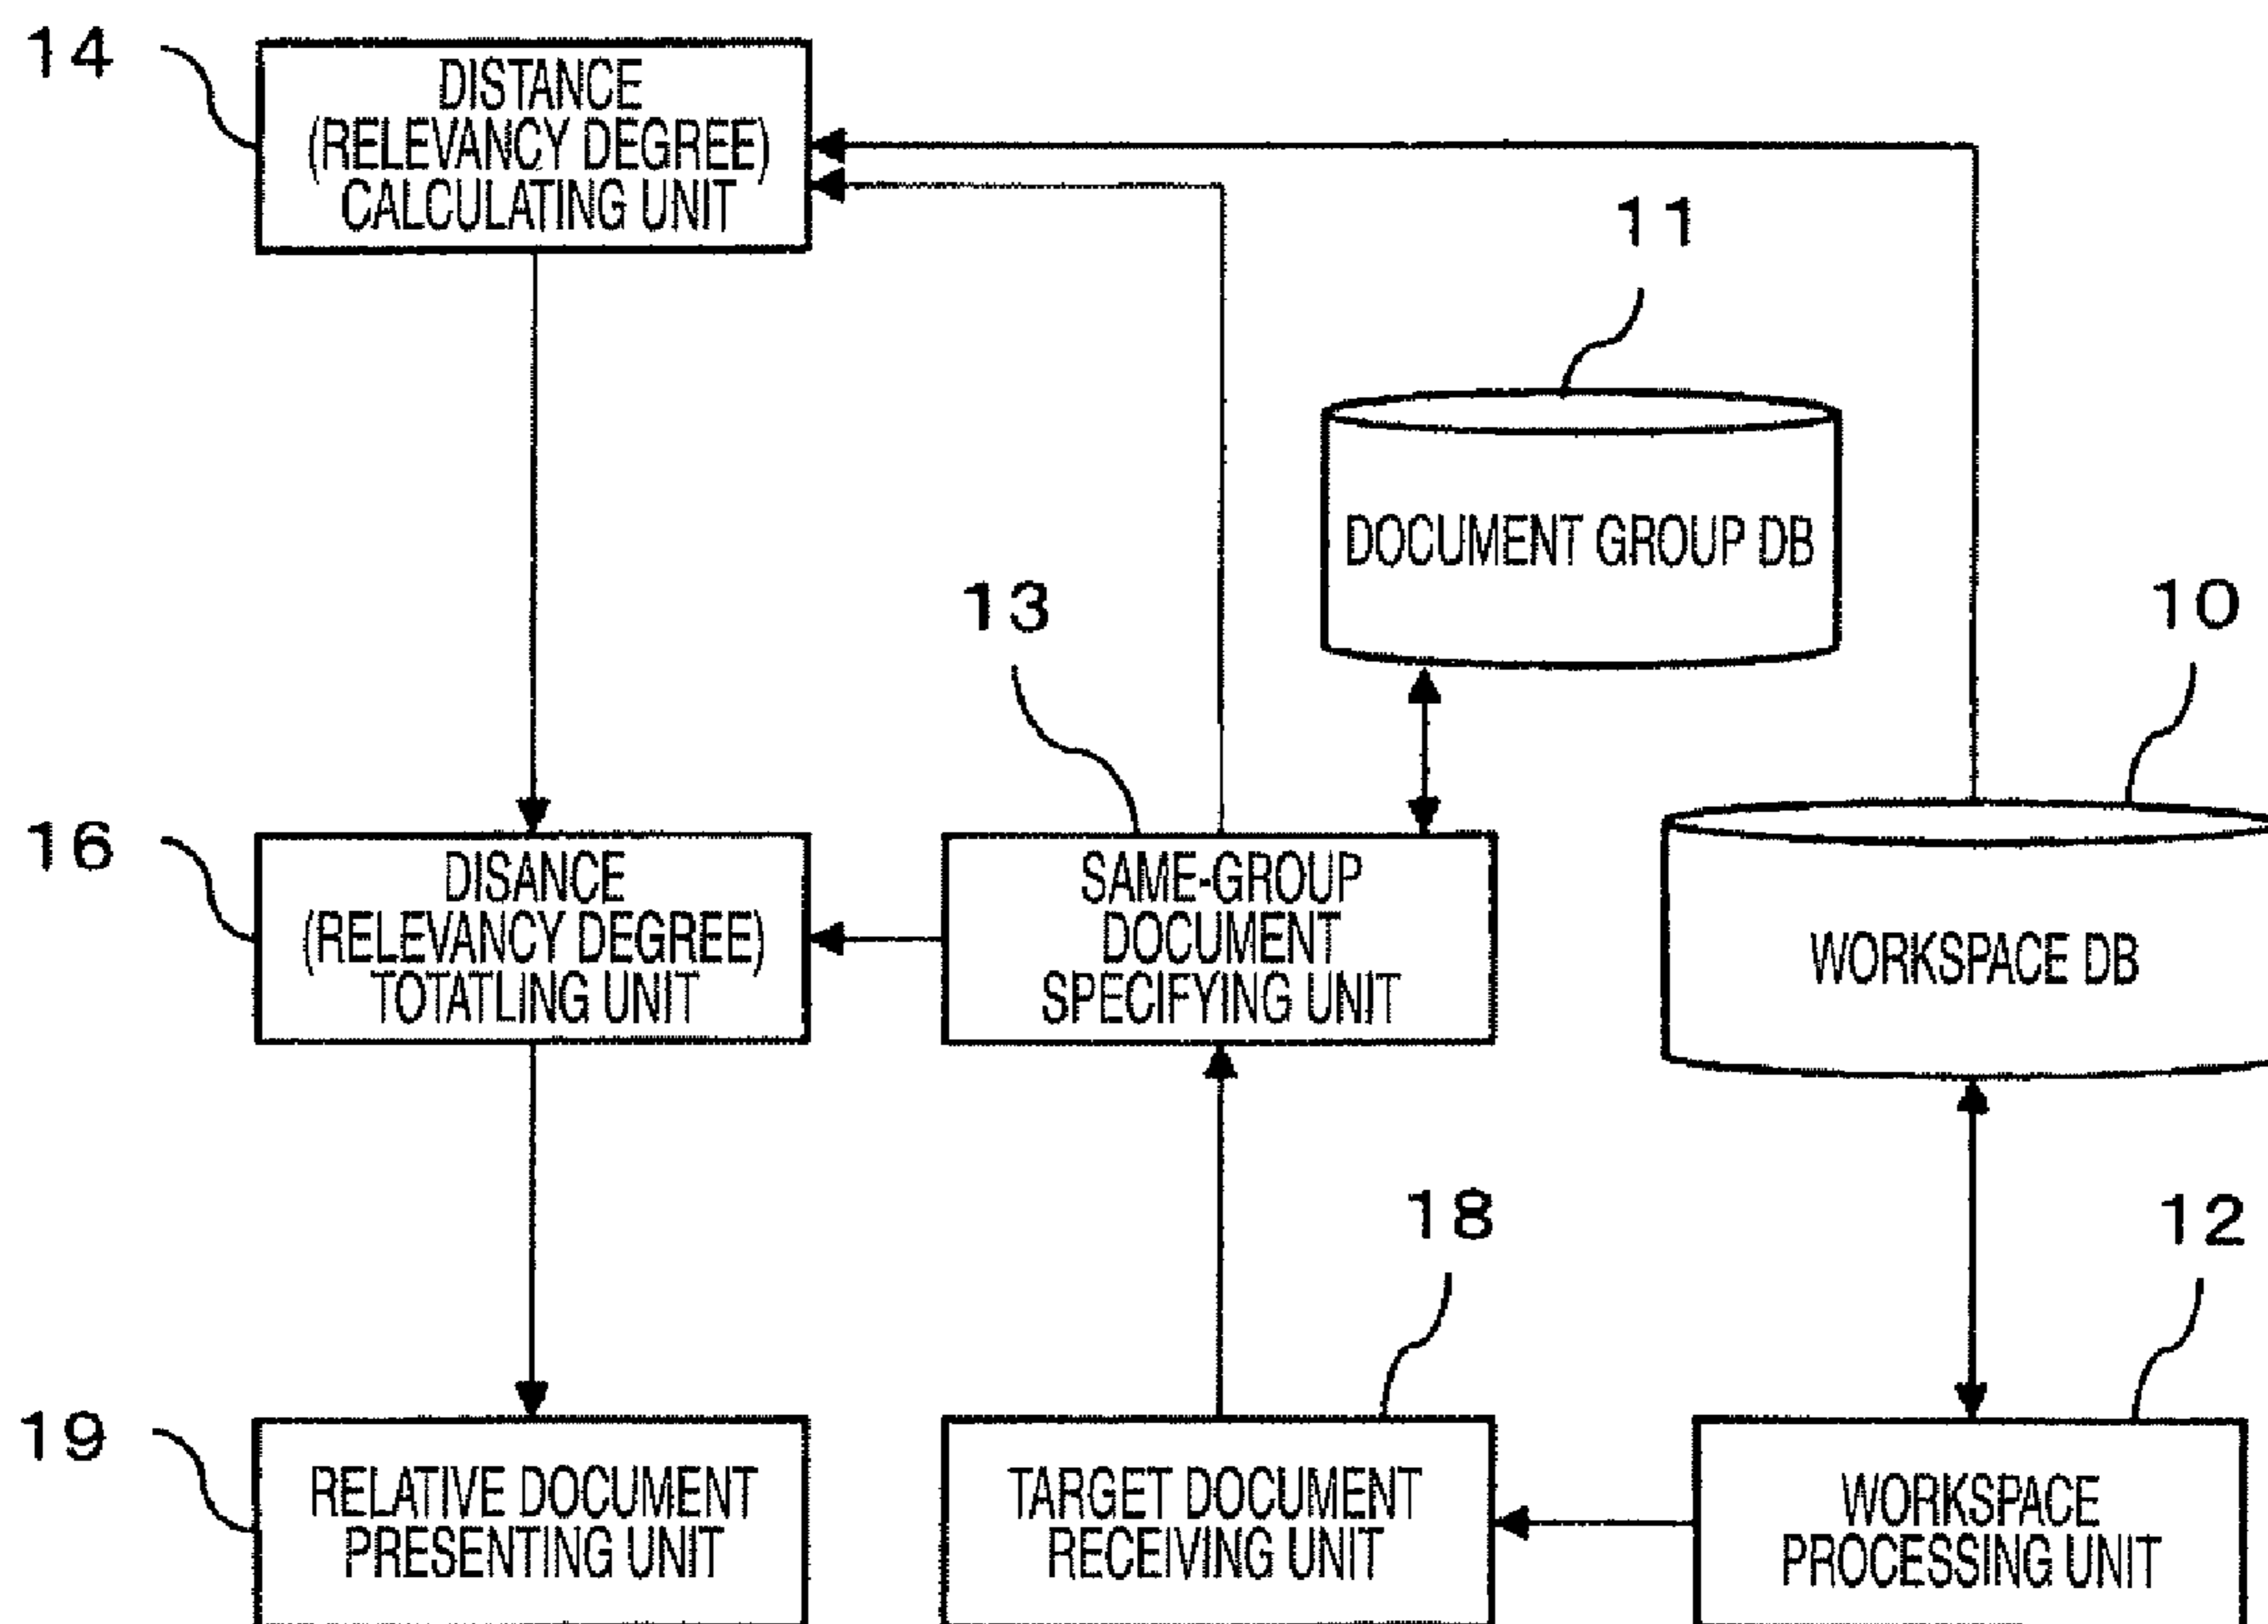 14
DISTANCE
(RELEVANCY DEGREE)
CALCULATING UNIT
11
DOCUMENT GROUP DB
13
10
16
DISANCE
(RELEVANCY DEGREE)
TOTATLING UNIT
SAME-GROUP
DOCUMENT
SPECIFYING UNIT
WORKSPACE DB
18
12
19
RELATIVE DOCUMENT
PRESENTING UNIT
TARGET DOCUMENT
RECEIVING UNIT
WORKSPACE
PROCESSING UNIT